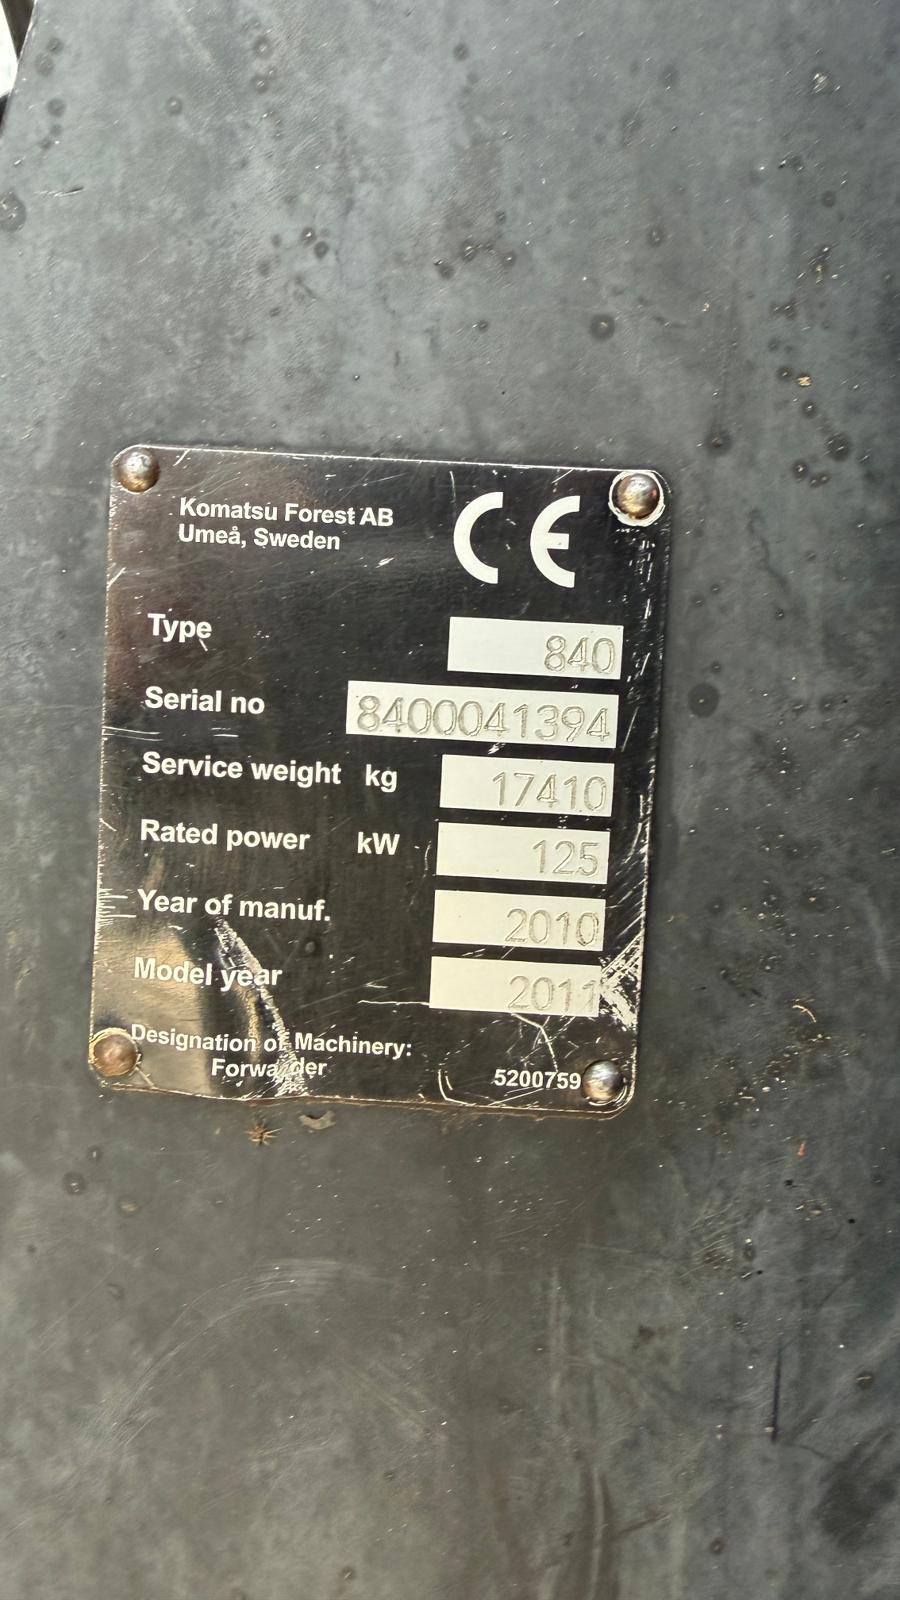 Komatsu Forest AB
Umeå, Sweden
CE
Type 840
Serial no 8400041394
Service weight kg 17410
Rated power kW 125
Year of manuf. 2010
Model year 2011
Designation of Machinery:
Forwarder
5200759